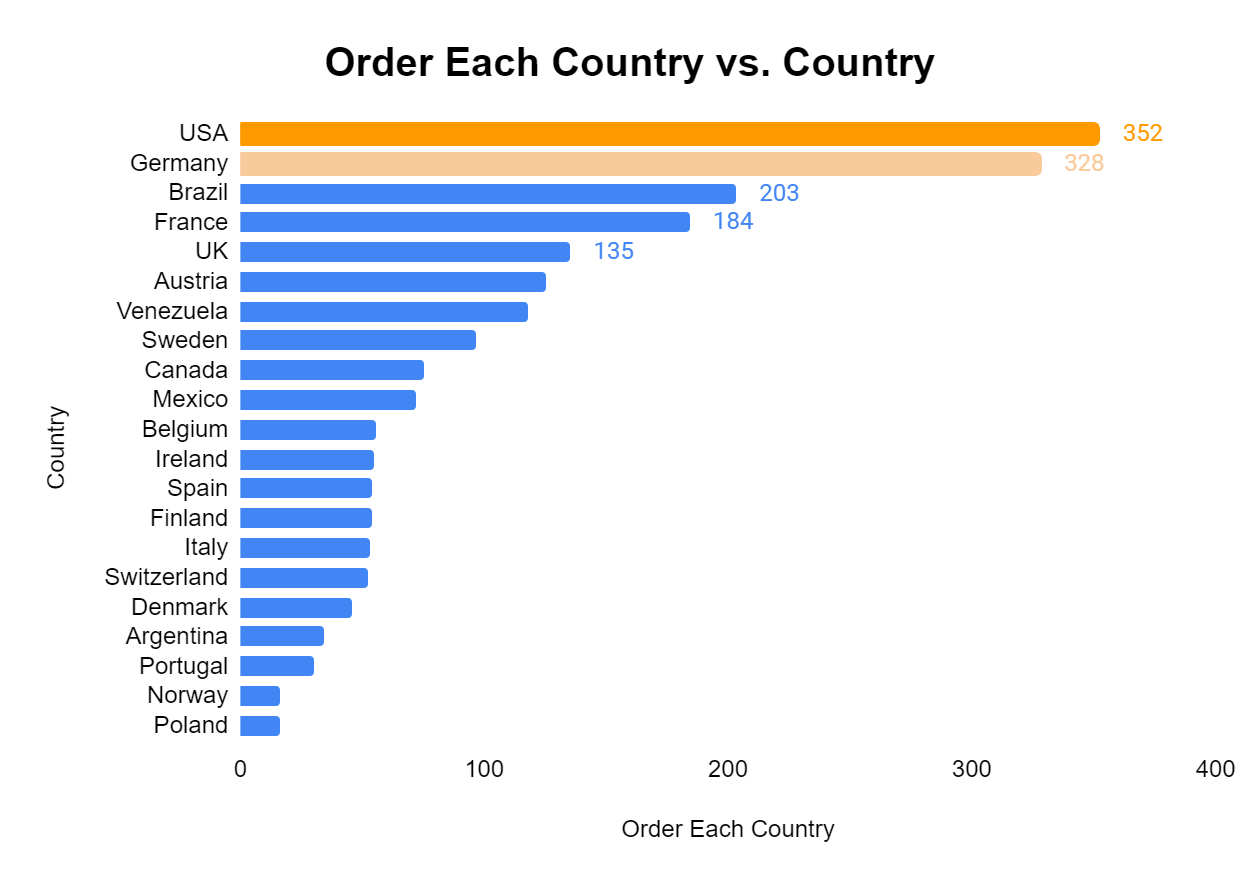 Order Each Country vs. Country
USA 352
Germany 328
Brazil 203
France 184
UK 135
Austria
Venezuela
Sweden
Canada
Mexico
Belgium
Ireland
Spain
Finland
Italy
Switzerland
Denmark
Argentina
Portugal
Norway
Poland
Country
0 100 200 300 400
Order Each Country